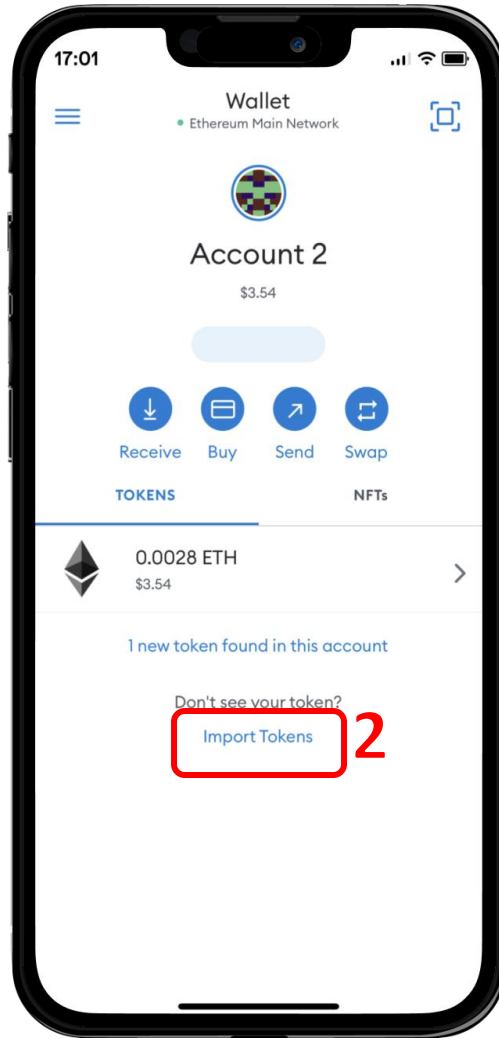 17:01
Wallet
Ethereum Main Network
Account 2
$3.54
Receive Buy Send Swap
TOKENS NFTs
0.0028 ETH
$3.54
1 new token found in this account
Don't see your token?
Import Tokens 2